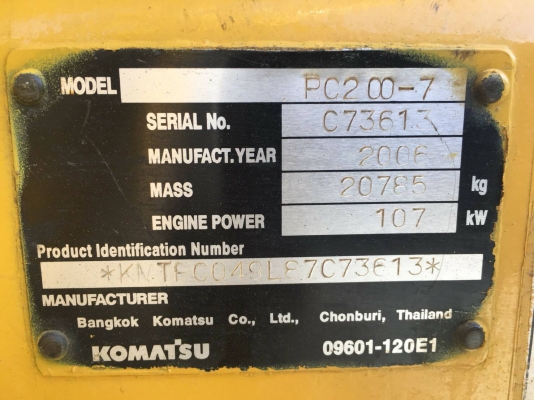 MODEL PC200-7
SERIAL No. C73613
MANUFACT.YEAR 2006
MASS 20785 kg
ENGINE POWER 107 kW
Product Identification Number
MANUFACTURER
Bangkok Komatsu Co., Ltd., Chonburi, Thailand
KOMATSU 09601-120E1